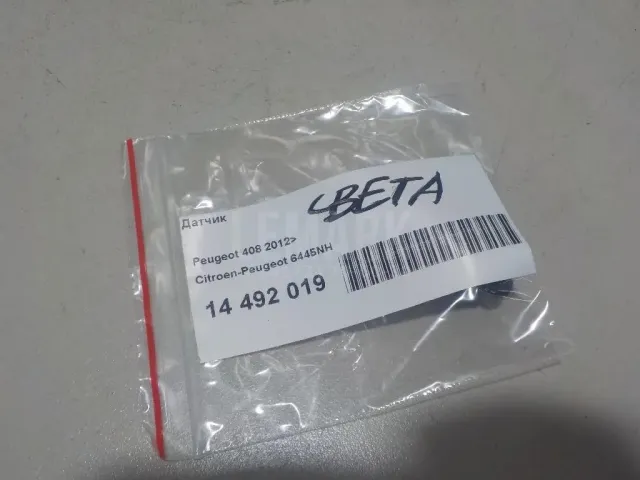 Датчик
СВЕТА
Peugeot 408 2012>
Citroen-Peugeot 6445NH
14 492 019